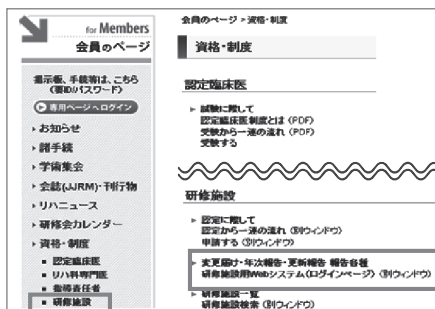 for Members
会員のページ
掲示板、手続等は、こちら
(要ID/パスワード)
専用ページへログイン
お知らせ
諸手続
学術集会
会誌(JJRM)・刊行物
リハニュース
研修会カレンダー
資格・制度
認定臨床医
リハ科専門医
指導責任者
研修施設
会員のページ > 資格・制度
資格・制度
認定臨床医
試験に際して
認定臨床医制度とは (PDF)
受験から一連の流れ (PDF)
受験する
研修施設
認定に際して
認定から一連の流れ (別ウィンドウ)
申請する (別ウィンドウ)
変更届け・年次報告・更新報告 報告各種
研修施設用Webシステム(ログインページ) (別ウィンドウ)
研修施設一覧
研修施設検索 (別ウィンドウ)